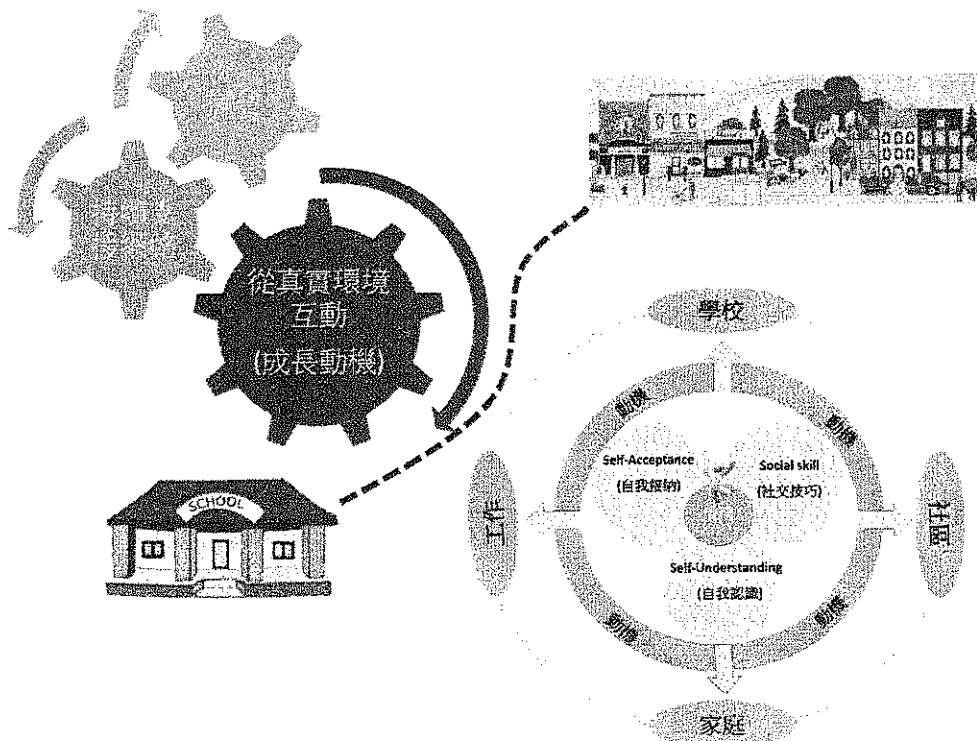 從真實環境
互動
(成長動機)
SCHOOL
學校
動機
動機
Self-Acceptance
(自我接納)
Social skill
(社交技巧)
工作
社區
Self-Understanding
(自我認識)
動機
動機
家庭